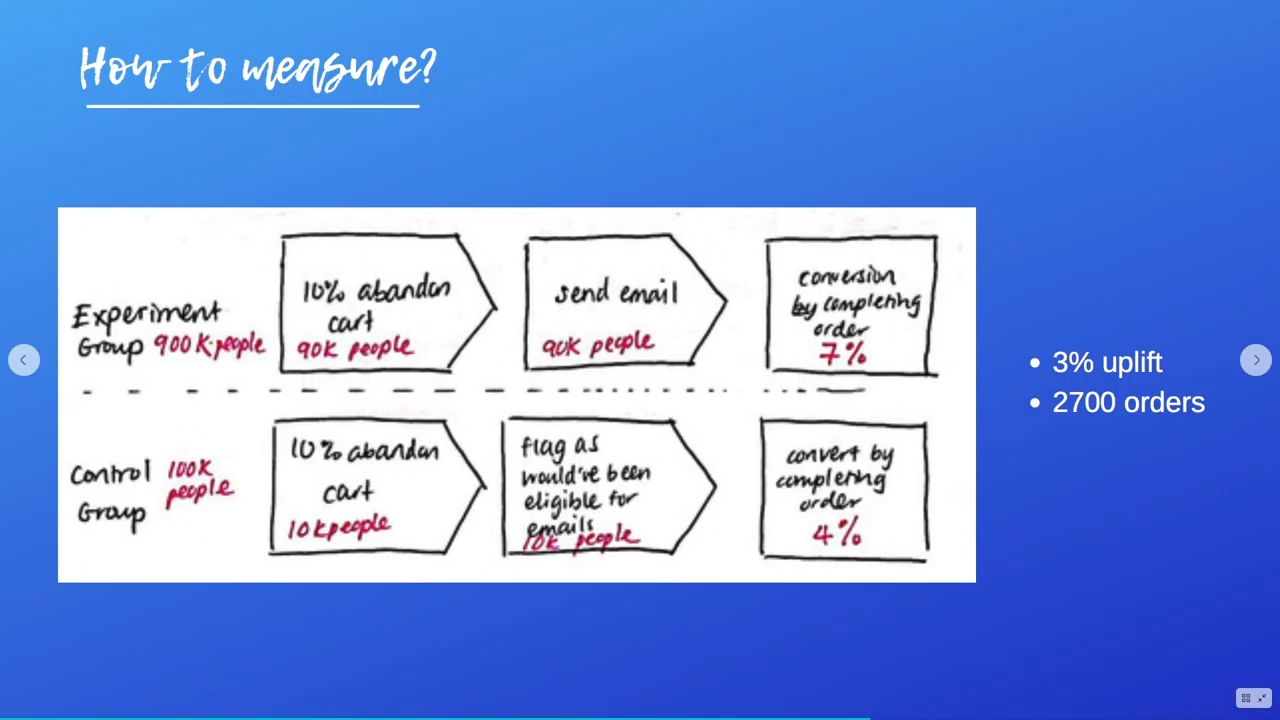 How to measure?
Experiment
Group 900K people
10% abandon
cart
90K people
send email
90K people
conversion
by completing
order
7%
Control 100K
people
Group
10% abandon
cart
10K people
flag as
would've been
eligible for
emails
10K people
convert by
completing
order
4%
• 3% uplift
• 2700 orders